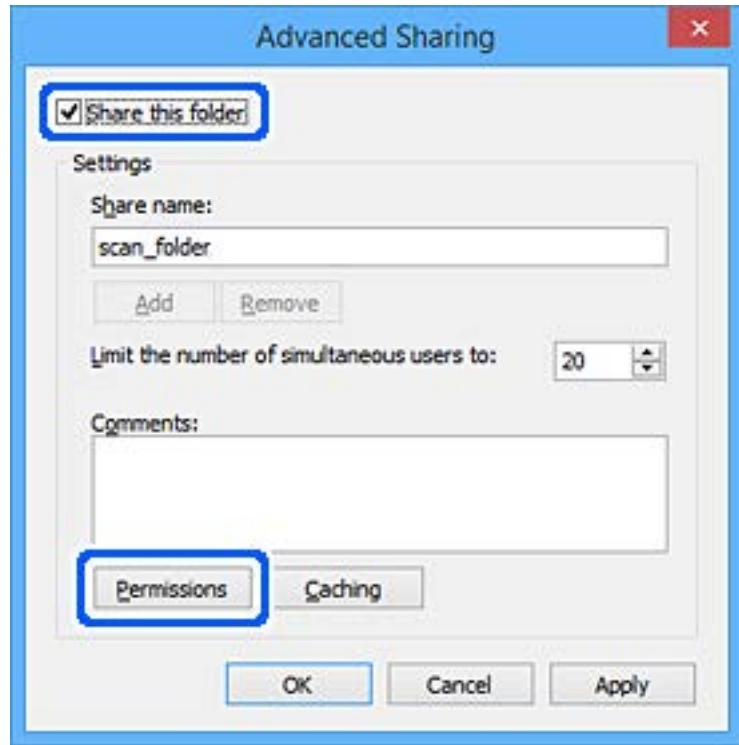 Advanced Sharing
Share this folder
Settings
Share name:
scan_folder
Add Remove
Limit the number of simultaneous users to: 20
Comments:
Permissions Caching
OK Cancel Apply